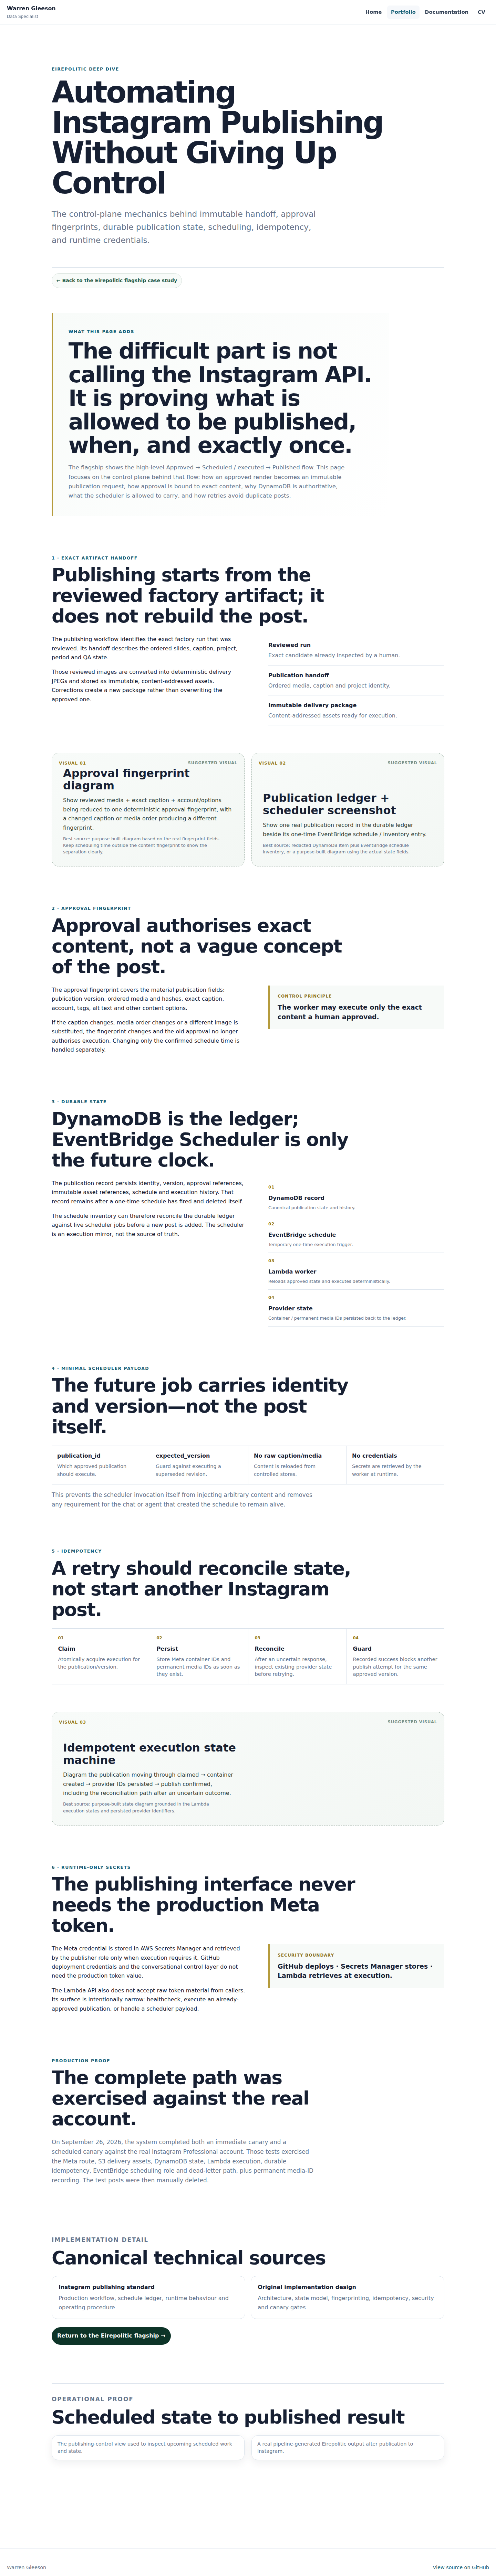 Warren Gleeson
Data Specialist
Home Portfolio Documentation CV
EIREPOLITIC DEEP DIVE
Automating
Instagram Publishing
Without Giving Up
Control
The control-plane mechanics behind immutable handoff, approval
fingerprints, durable publication state, scheduling, idempotency,
and runtime credentials.
← Back to the Eirepolitic flagship case study
WHAT THIS PAGE ADDS
The difficult part is not
calling the Instagram API.
It is proving what is
allowed to be published,
when, and exactly once.
The flagship shows the high-level Approved → Scheduled / executed → Published flow. This page
focuses on the control plane behind that flow: how an approved render becomes an immutable
publication request, how approval is bound to exact content, why DynamoDB is authoritative,
what the scheduler is allowed to carry, and how retries avoid duplicate posts.
1 · EXACT ARTIFACT HANDOFF
Publishing starts from the
reviewed factory artifact; it
does not rebuild the post.
The publishing workflow identifies the exact factory run that was
reviewed. Its handoff describes the ordered slides, caption, project,
period and QA state.
Those reviewed images are converted into deterministic delivery
JPEGs and stored as immutable, content-addressed assets.
Corrections create a new package rather than overwriting the
approved one.
Reviewed run
Exact candidate already inspected by a human.
Publication handoff
Ordered media, caption and project identity.
Immutable delivery package
Content-addressed assets ready for execution.
VISUAL 01
SUGGESTED VISUAL
Approval fingerprint
diagram
Show reviewed media + exact caption + account/options
being reduced to one deterministic approval fingerprint, with
a changed caption or media order producing a different
fingerprint.
Best source: purpose-built diagram based on the real fingerprint fields.
Keep scheduling time outside the content fingerprint to show the
separation clearly.
VISUAL 02
SUGGESTED VISUAL
Publication ledger +
scheduler screenshot
Show one real publication record in the durable ledger
beside its one-time EventBridge schedule / inventory entry.
Best source: redacted DynamoDB item plus EventBridge schedule
inventory, or a purpose-built diagram using the actual state fields.
2 · APPROVAL FINGERPRINT
Approval authorises exact
content, not a vague concept
of the post.
The approval fingerprint covers the material publication fields:
publication version, ordered media and hashes, exact caption,
account, tags, alt text and other content options.
If the caption changes, media order changes or a different image is
substituted, the fingerprint changes and the old approval no longer
authorises execution. Changing only the confirmed schedule time is
handled separately.
CONTROL PRINCIPLE
The worker may execute only the exact
content a human approved.
3 · DURABLE STATE
DynamoDB is the ledger;
EventBridge Scheduler is only
the future clock.
The publication record persists identity, version, approval references,
immutable asset references, schedule and execution history. That
record remains after a one-time schedule has fired and deleted itself.
The schedule inventory can therefore reconcile the durable ledger
against live scheduler jobs before a new post is added. The scheduler
is an execution mirror, not the source of truth.
01
DynamoDB record
Canonical publication state and history.
02
EventBridge schedule
Temporary one-time execution trigger.
03
Lambda worker
Reloads approved state and executes deterministically.
04
Provider state
Container / permanent media IDs persisted back to the ledger.
4 · MINIMAL SCHEDULER PAYLOAD
The future job carries identity
and version—not the post
itself.
publication_id
Which approved publication
should execute.
expected_version
Guard against executing a
superseded revision.
No raw caption/media
Content is reloaded from
controlled stores.
No credentials
Secrets are retrieved by the
worker at runtime.
This prevents the scheduler invocation itself from injecting arbitrary content and removes
any requirement for the chat or agent that created the schedule to remain alive.
5 · IDEMPOTENCY
A retry should reconcile state,
not start another Instagram
post.
01
Claim
Atomically acquire execution for
the publication/version.
02
Persist
Store Meta container IDs and
permanent media IDs as soon as
they exist.
03
Reconcile
After an uncertain response,
inspect existing provider state
before retrying.
04
Guard
Recorded success blocks another
publish attempt for the same
approved version.
VISUAL 03
SUGGESTED VISUAL
Idempotent execution state
machine
Diagram the publication moving through claimed → container
created → provider IDs persisted → publish confirmed,
including the reconciliation path after an uncertain outcome.
Best source: purpose-built state diagram grounded in the Lambda
execution states and persisted provider identifiers.
6 · RUNTIME-ONLY SECRETS
The publishing interface never
needs the production Meta
token.
The Meta credential is stored in AWS Secrets Manager and retrieved
by the publisher role only when execution requires it. GitHub
deployment credentials and the conversational control layer do not
need the production token value.
The Lambda API also does not accept raw token material from callers.
Its surface is intentionally narrow: healthcheck, execute an already-
approved publication, or handle a scheduler payload.
SECURITY BOUNDARY
GitHub deploys · Secrets Manager stores ·
Lambda retrieves at execution.
PRODUCTION PROOF
The complete path was
exercised against the real
account.
On September 26, 2026, the system completed both an immediate canary and a
scheduled canary against the real Instagram Professional account. Those tests exercised
the Meta route, S3 delivery assets, DynamoDB state, Lambda execution, durable
idempotency, EventBridge scheduling role and dead-letter path, plus permanent media-ID
recording. The test posts were then manually deleted.
IMPLEMENTATION DETAIL
Canonical technical sources
Instagram publishing standard
Production workflow, schedule ledger, runtime behaviour and
operating procedure
Original implementation design
Architecture, state model, fingerprinting, idempotency, security
and canary gates
Return to the Eirepolitic flagship →
OPERATIONAL PROOF
Scheduled state to published result
The publishing control view used to inspect upcoming scheduled work
and state.
A real pipeline-generated Eirepolitic output after publication to
Instagram.
Warren Gleeson
View source on GitHub